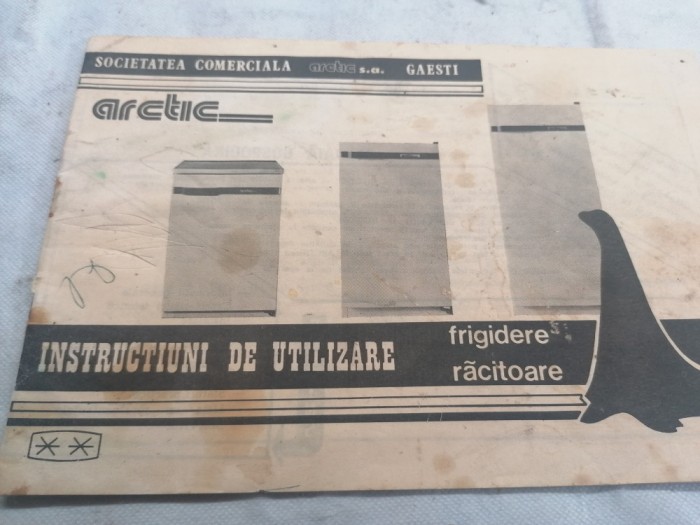 SOCIETATEA COMERCIALA arctic s.a. GAESTI
arctic
INSTRUCTIUNI DE UTILIZARE
frigidere
răcitoare